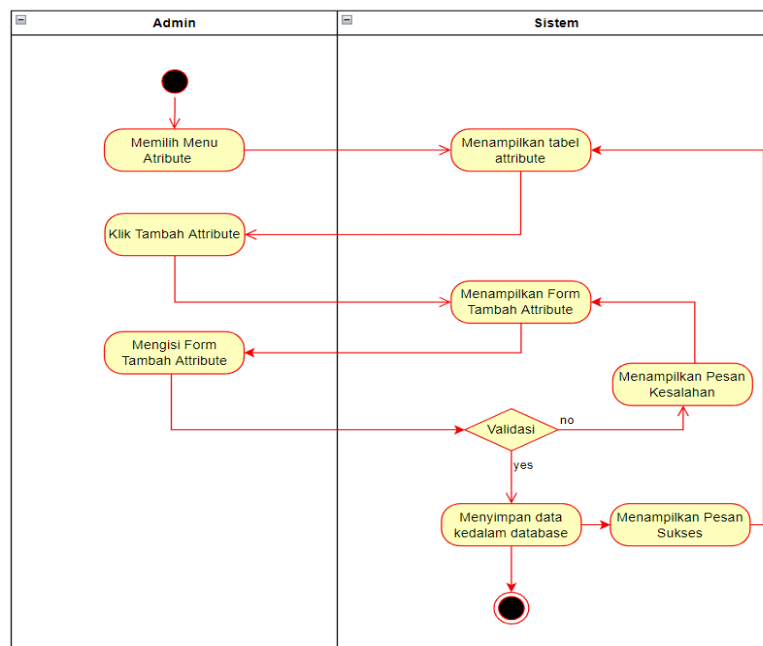 Admin
Sistem
Memilih Menu
Atribute
Menampilkan tabel
attribute
Klik Tambah Attribute
Menampilkan Form
Tambah Attribute
Mengisi Form
Tambah Attribute
Menampilkan Pesan
Kesalahan
Validasi
no
yes
Menyimpan data
kedalam database
Menampilkan Pesan
Sukses